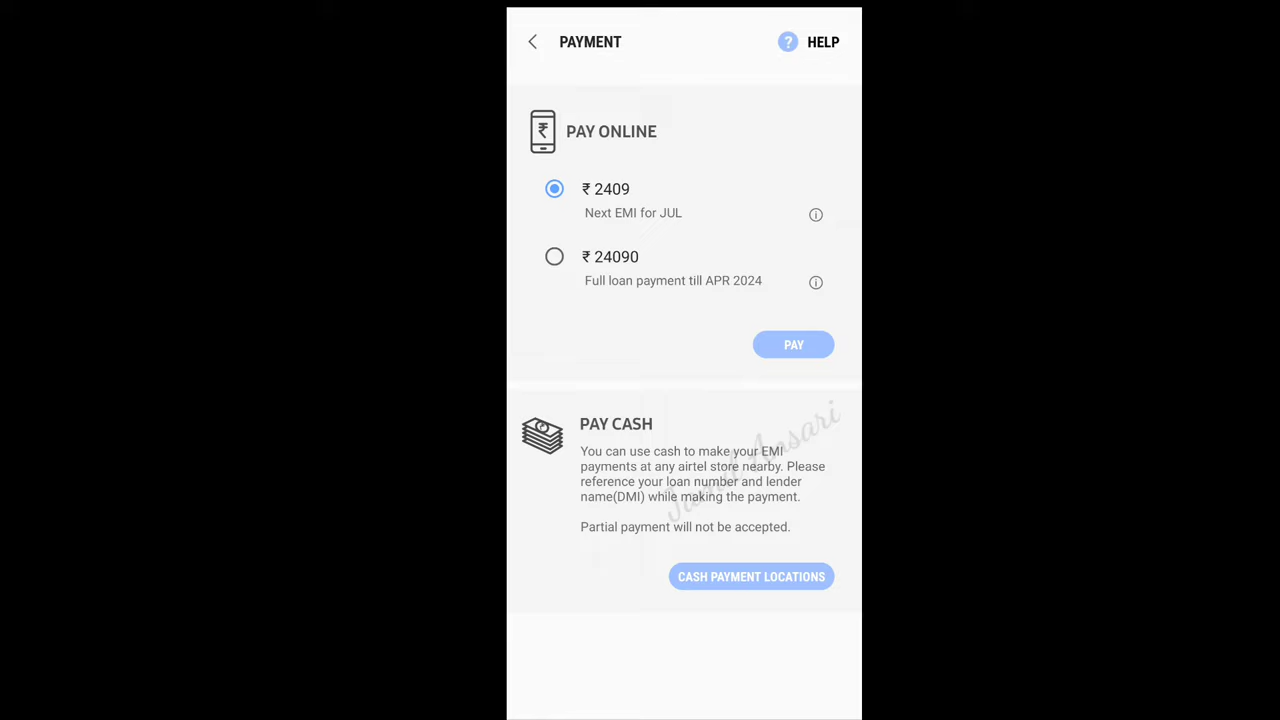 PAYMENT
? HELP
PAY ONLINE
₹ 2409
Next EMI for JUL
₹ 24090
Full loan payment till APR 2024
PAY
PAY CASH
You can use cash to make your EMI
payments at any airtel store nearby. Please
reference your loan number and lender
name(DMI) while making the payment.
Partial payment will not be accepted.
CASH PAYMENT LOCATIONS
Jamil Ansari